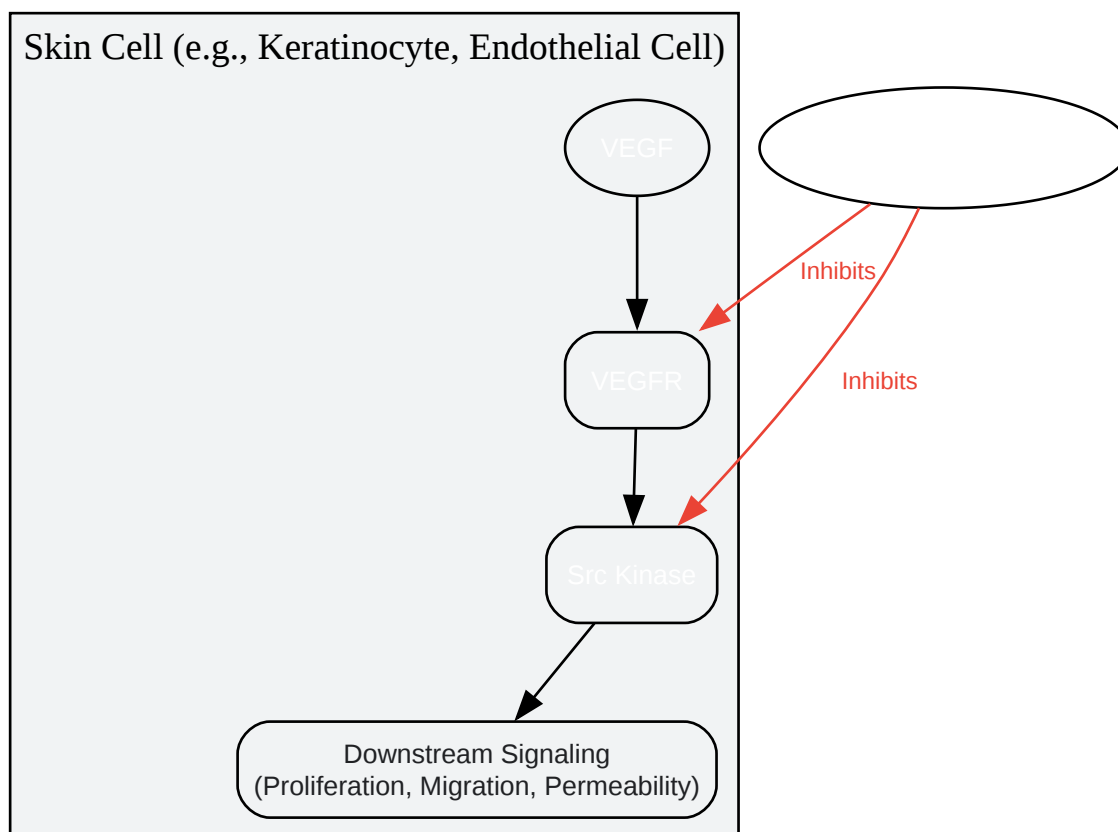 Skin Cell (e.g., Keratinocyte, Endothelial Cell)
VEGF
Inhibits
VEGFR
Inhibits
Src Kinase
Downstream Signaling
(Proliferation, Migration, Permeability)